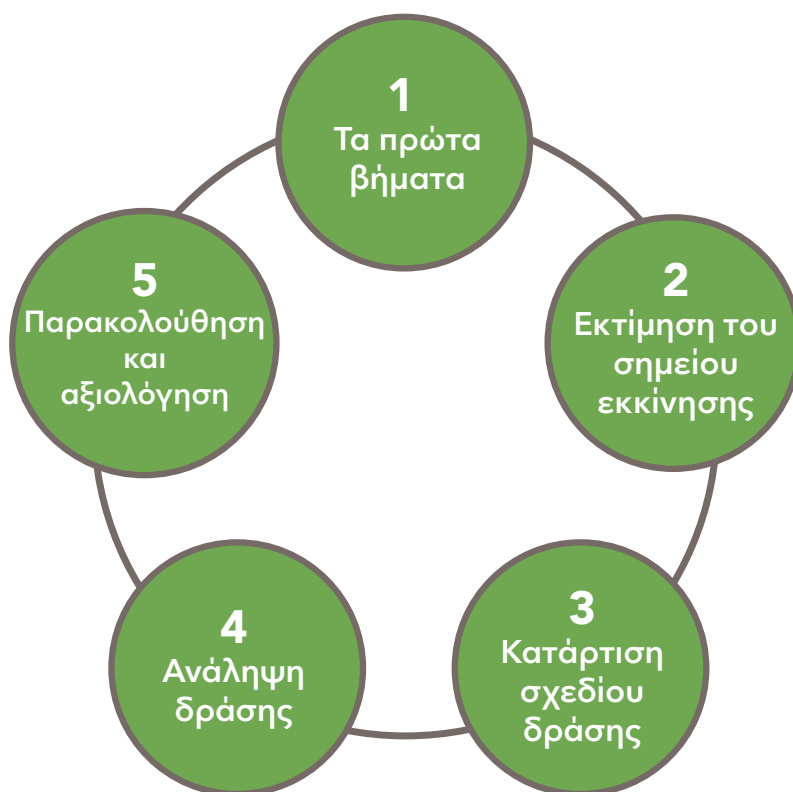 1
Τα πρώτα
βήματα
2
Εκτίμηση του
σημείου
εκκίνησης
3
Κατάρτιση
σχεδίου
δράσης
4
Ανάληψη
δράσης
5
Παρακολούθηση
και
αξιολόγηση